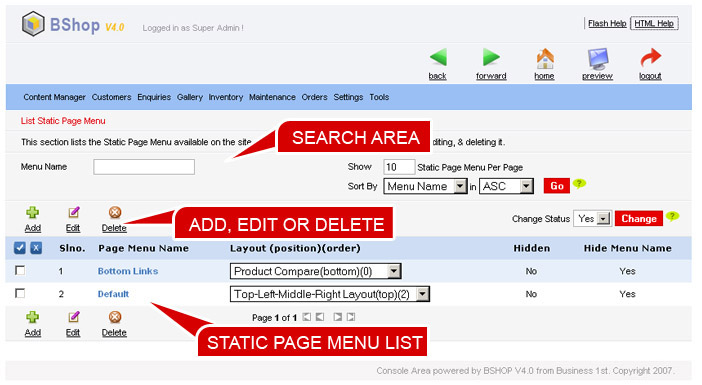 BShop V4.0 Logged in as Super Admin ! Flash Help HTML Help
back forward home preview logout
Content Manager Customers Enquiries Gallery Inventory Maintenance Orders Settings Tools
List Static Page Menu
This section lists the Static Page Menu available on the site diting, & deleting it.
SEARCH AREA
Menu Name Show 10 Static Page Menu Per Page
Sort By Menu Name in ASC Go ?
Add Edit Delete ADD, EDIT OR DELETE Change Status Yes Change ?
X Slno. Page Menu Name Layout (position)(order) Hidden Hide Menu Name
1 Bottom Links Product Compare(bottom)(0) No Yes
2 Default Top-Left-Middle-Right Layout(top)(2) No Yes
Add Edit Delete Page 1 of 1
STATIC PAGE MENU LIST
Console Area powered by BSHOP V4.0 from Business 1st. Copyright 2007.